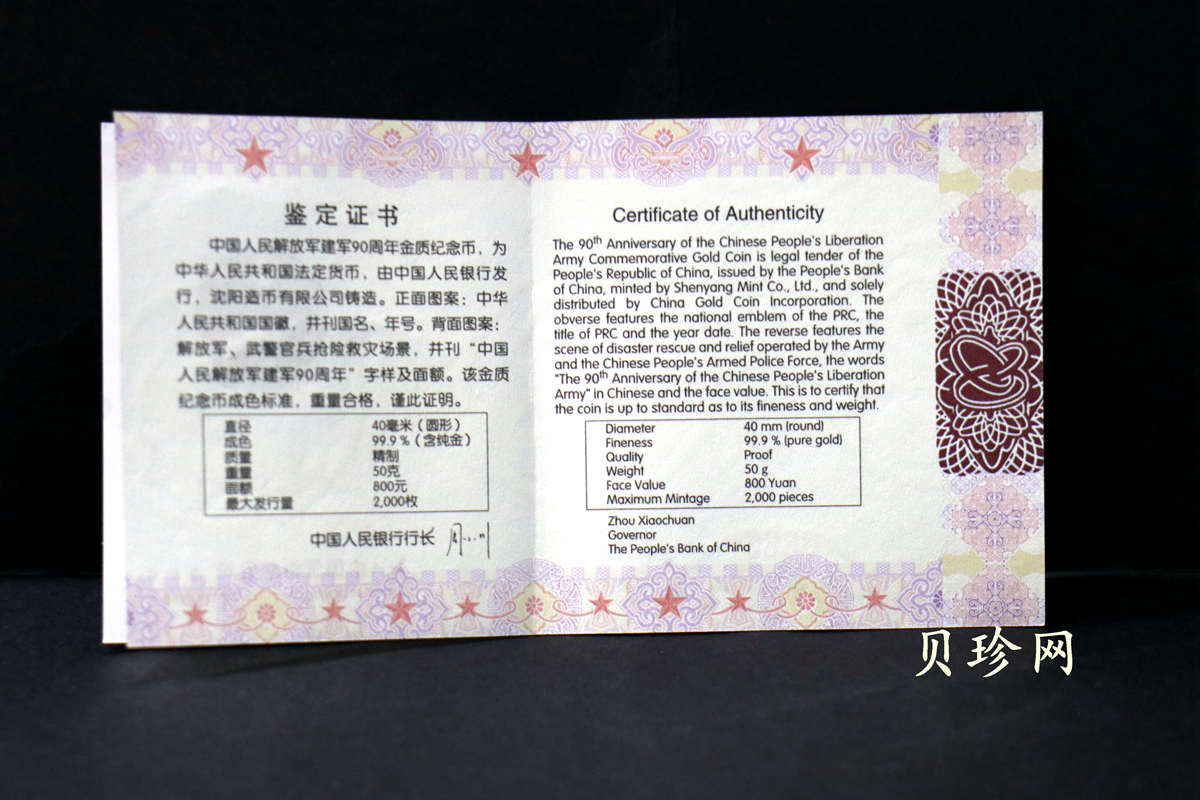 鉴定证书
中国人民解放军建军90周年金质纪念币，为
中华人民共和国法定货币，由中国人民银行发
行，沈阳造币有限公司铸造。正面图案：中华
人民共和国国徽，并刊国名、年号。背面图案：
解放军、武警官兵抢险救灾场景，并刊“中国
人民解放军建军90周年”字样及面额。该金质
纪念币成色标准，重量合格，谨此证明。
直径 40毫米（圆形）
成色 99.9％（含纯金）
质量 精制
重量 50克
面额 800元
最大发行量 2,000枚
中国人民银行行长
Certificate of Authenticity
The 90th Anniversary of the Chinese People's Liberation
Army Commemorative Gold Coin is legal tender of the
People's Republic of China, issued by the People's Bank
of China, minted by Shenyang Mint Co., Ltd., and solely
distributed by China Gold Coin Incorporation. The
obverse features the national emblem of the PRC, the
title of PRC and the year date. The reverse features the
scene of disaster rescue and relief operated by the Army
and the Chinese People's Armed Police Force, the words
"The 90th Anniversary of the Chinese People's Liberation
Army" in Chinese and the face value. This is to certify that
the coin is up to standard as to its fineness and weight.
Diameter 40 mm (round)
Fineness 99.9 % (pure gold)
Quality Proof
Weight 50 g
Face Value 800 Yuan
Maximum Mintage 2,000 pieces
Zhou Xiaochuan
Governor
The People's Bank of China
贝珍网